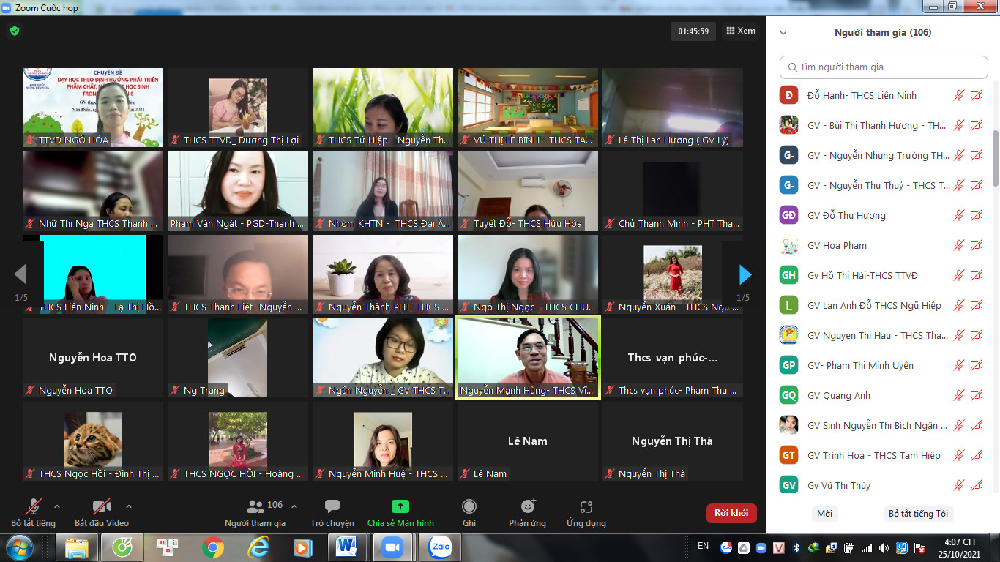 Zoom Cuộc họp
01:45:59
Xem
CHUYÊN ĐỀ
DẠY HỌC THEO ĐỊNH HƯỚNG PHÁT TRIỂN
PHẨM CHẤT, HỌC SINH
TRONG
TTVĐ NGÔ HÒA
THCS TTVĐ_ Dương Thị Lợi
THCS Tứ Hiệp - Nguyễn Th...
VŨ THỊ LÊ BÌNH - THCS TA...
Lê Thị Lan Hương ( GV Lý)
Nhữ Thị Nga THCS Thanh ...
Phạm Văn Ngát - PGD-Thanh ...
Nhóm KHTN - THCS Đại Á...
Tuyết Đỗ- THCS Hữu Hòa
Chử Thanh Minh - PHT Tha...
1/5
HCS Liên Ninh - Tạ Thị Hồ...
THCS Thanh Liệt -Nguyễn ...
Nguyễn Thành-PHT THCS ...
Ngô Thị Ngọc - THCS CHU...
Nguyễn Xuân - THCS Ngũ ...
1/5
Nguyễn Hoa TTO
Nguyễn Hoa TTO
Ng Trang
Ngân Nguyễn _ GV THCS T...
Nguyễn Mạnh Hùng- THCS Vĩ...
Thcs vạn phúc-...
Thcs vạn phúc- Phạm Thu ...
THCS Ngọc Hồi - Đinh Thị ...
THCS NGỌC HỒI - Hoàng ...
Nguyễn Minh Huệ - THCS ...
Lê Nam
Lê Nam
Nguyễn Thị Thà
Nguyễn Thị Thà
Bỏ tắt tiếng
Bắt đầu Video
106
Người tham gia
Trò chuyện
Chia sẻ Màn hình
Ghi
Phản ứng
Ứng dụng
Rời khỏi
Người tham gia (106)
Tìm người tham gia
Đ Đỗ Hạnh- THCS Liên Ninh
GV - Bùi Thị Thanh Hương - TH...
G- GV - Nguyễn Nhung Trường TH...
G- GV - Nguyễn Thu Thuỷ - THCS T...
GĐ GV Đỗ Thu Hương
GV Hoa Phạm
GH Gv Hồ Thị Hải-THCS TTVĐ
L GV Lan Anh Đỗ THCS Ngũ Hiệp
GV Nguyen Thi Hau - THCS Tha...
GP GV- Phạm Thị Minh Uyên
GQ GV Quang Anh
GV Sinh Nguyễn Thị Bích Ngân ...
GT GV Trình Hoa - THCS Tam Hiệp
GV Gv Vũ Thị Thùy
Mời
Bỏ tắt tiếng Tôi
EN
4:07 CH
25/10/2021